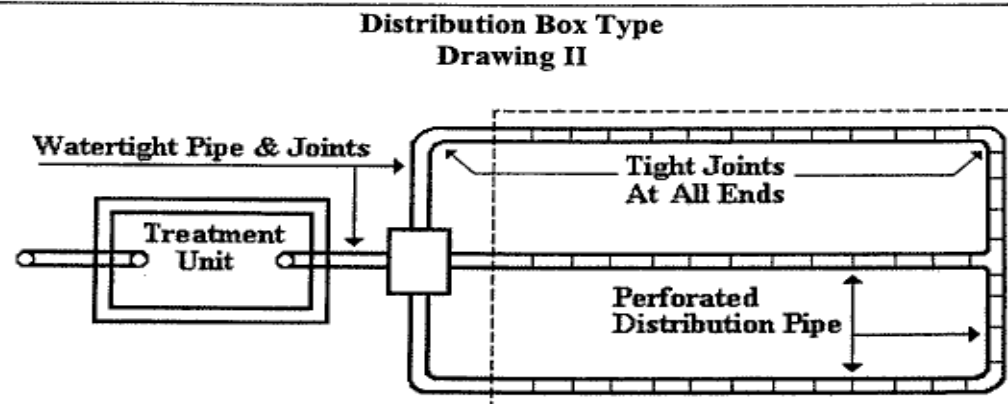 Distribution Box Type
Drawing II
Watertight Pipe & Joints
Tight Joints
At All Ends
Treatment
Unit
Perforated
Distribution Pipe